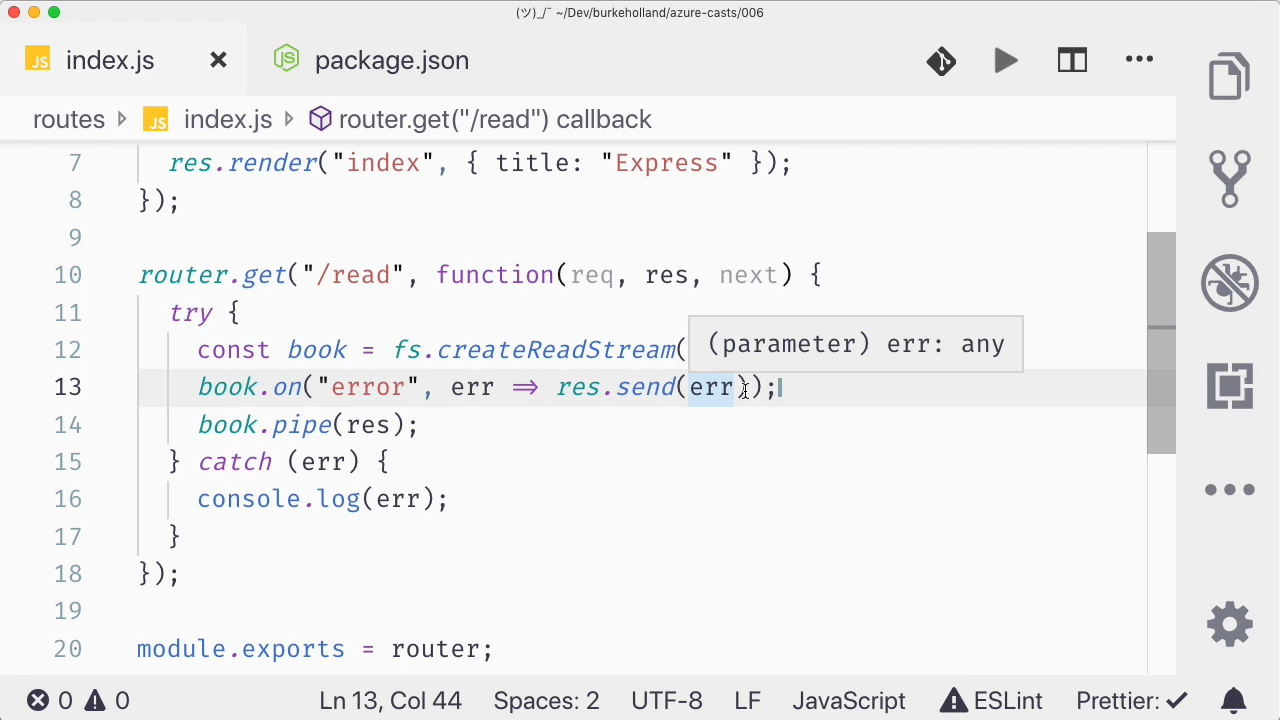 (ツ)_/¯ ~/Dev/burkeholland/azure-casts/006
JS index.js JS package.json
routes JS index.js router.get("/read") callback
7 res.render("index", { title: "Express" });
8 });
9
10 router.get("/read", function(req, res, next) {
11 try {
12 const book = fs.createReadStream(
(parameter) err: any
13 book.on("error", err => res.send(err));
14 book.pipe(res);
15 } catch (err) {
16 console.log(err);
17 }
18 });
19
20 module.exports = router;
0 0 Ln 13, Col 44 Spaces: 2 UTF-8 LF JavaScript ESLint Prettier: ✓